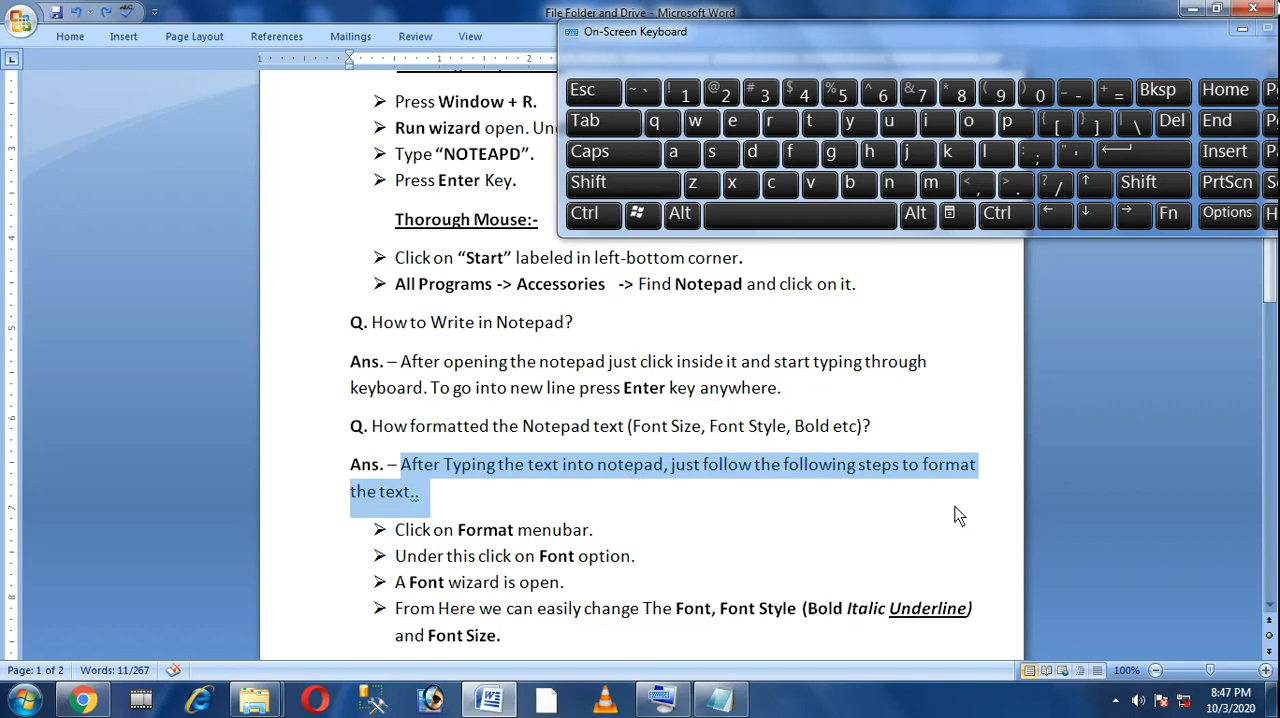 File Folder and Drive - Microsoft Word
Home Insert Page Layout References Mailings Review View
On-Screen Keyboard
Esc ~ ` ! 1 @ 2 # 3 $ 4 % 5 ^ 6 & 7 * 8 ( 9 ) 0 _ - + = Bksp Home
Tab q w e r t y u i o p { [ } ] | \ Del End
Caps a s d f g h j k l : ; " ' Insert
Shift z x c v b n m < , > . ? / ↑ Shift PrtScn
Ctrl Alt Alt Ctrl ← ↓ → Fn Options
Press Window + R.
Run wizard open.
Type “NOTEAPD”.
Press Enter Key.
Thorough Mouse:-
Click on “Start” labeled in left-bottom corner.
All Programs -> Accessories -> Find Notepad and click on it.
Q. How to Write in Notepad?
Ans. – After opening the notepad just click inside it and start typing through
keyboard. To go into new line press Enter key anywhere.
Q. How formatted the Notepad text (Font Size, Font Style, Bold etc)?
Ans. – After Typing the text into notepad, just follow the following steps to format
the text..
Click on Format menubar.
Under this click on Font option.
A Font wizard is open.
From Here we can easily change The Font, Font Style (Bold Italic Underline)
and Font Size.
Page: 1 of 2 Words: 11/267 100%
8:47 PM
10/3/2020